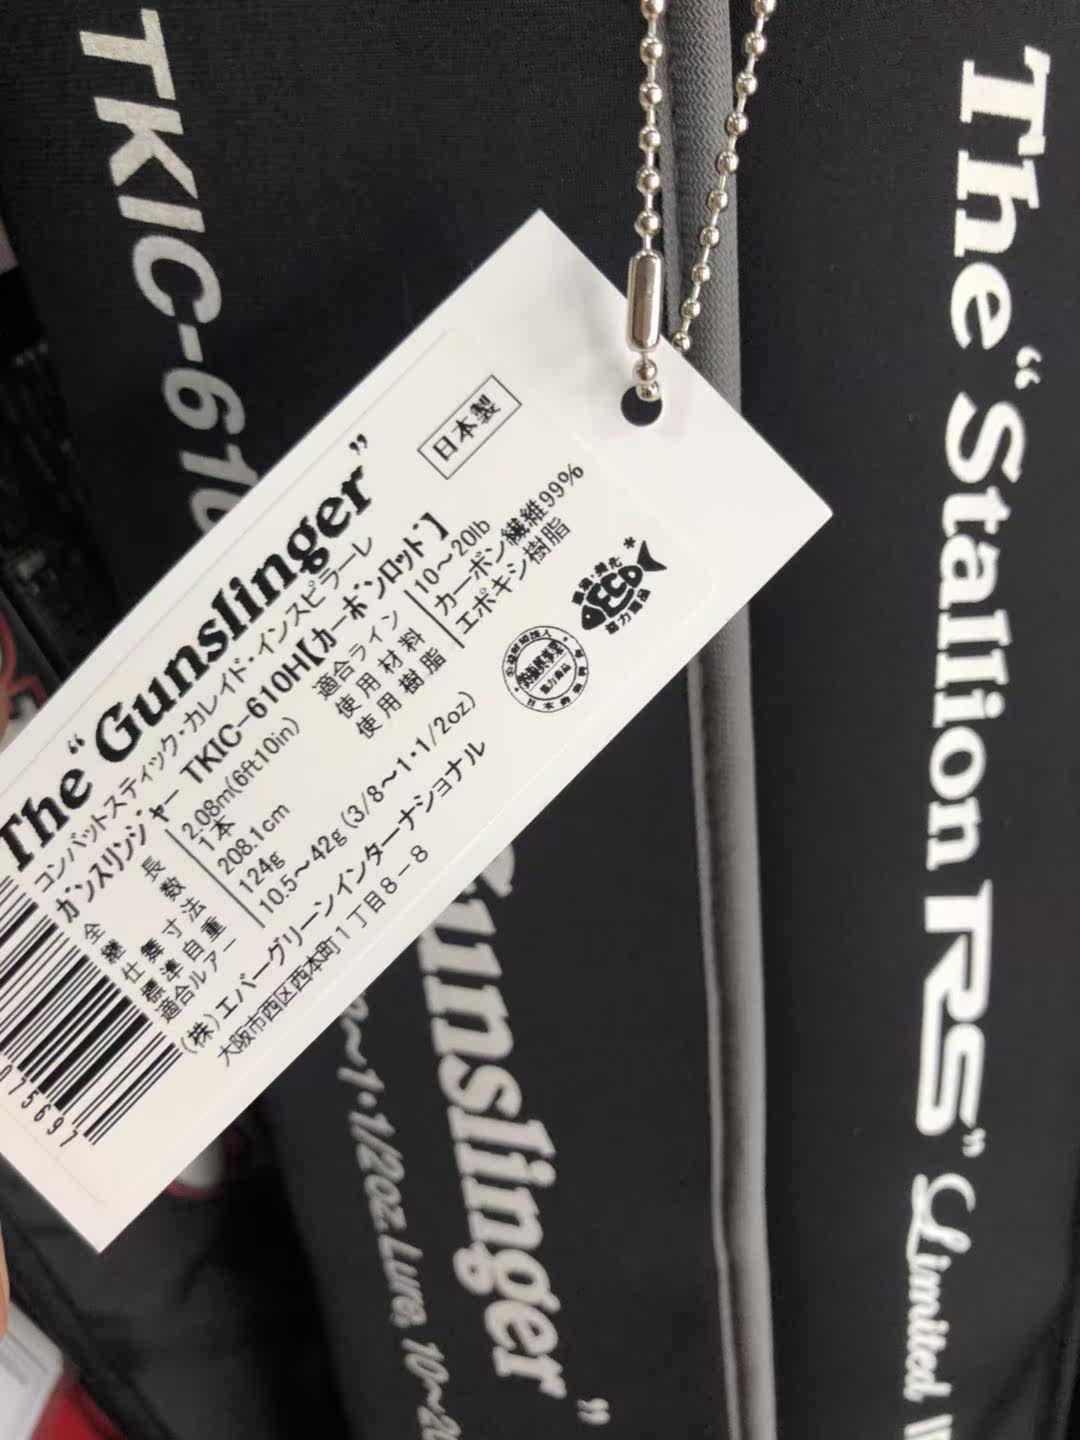 TKIC-610
The "Stallion RS" Limited
日本製
The "Gunslinger"
コンバットスティック・カレイド・インスピラーレ
ガンスリンジャー TKIC-610H【カーボンロッド】
全長 2.08m(6ft10in)
継数 1本
仕舞寸法 208.1cm
標準自重 124g
適合ルアー 10.5〜42g(3/8〜1・1/2oz)
適合ライン 10〜20lb
使用材料 カーボン繊維99%
使用樹脂 エポキシ樹脂
ECO
(株)エバーグリーンインターナショナル
大阪市西区西本町1丁目8-8
075697
Gunslinger"
〜1・1/2oz.Lure, 10〜20